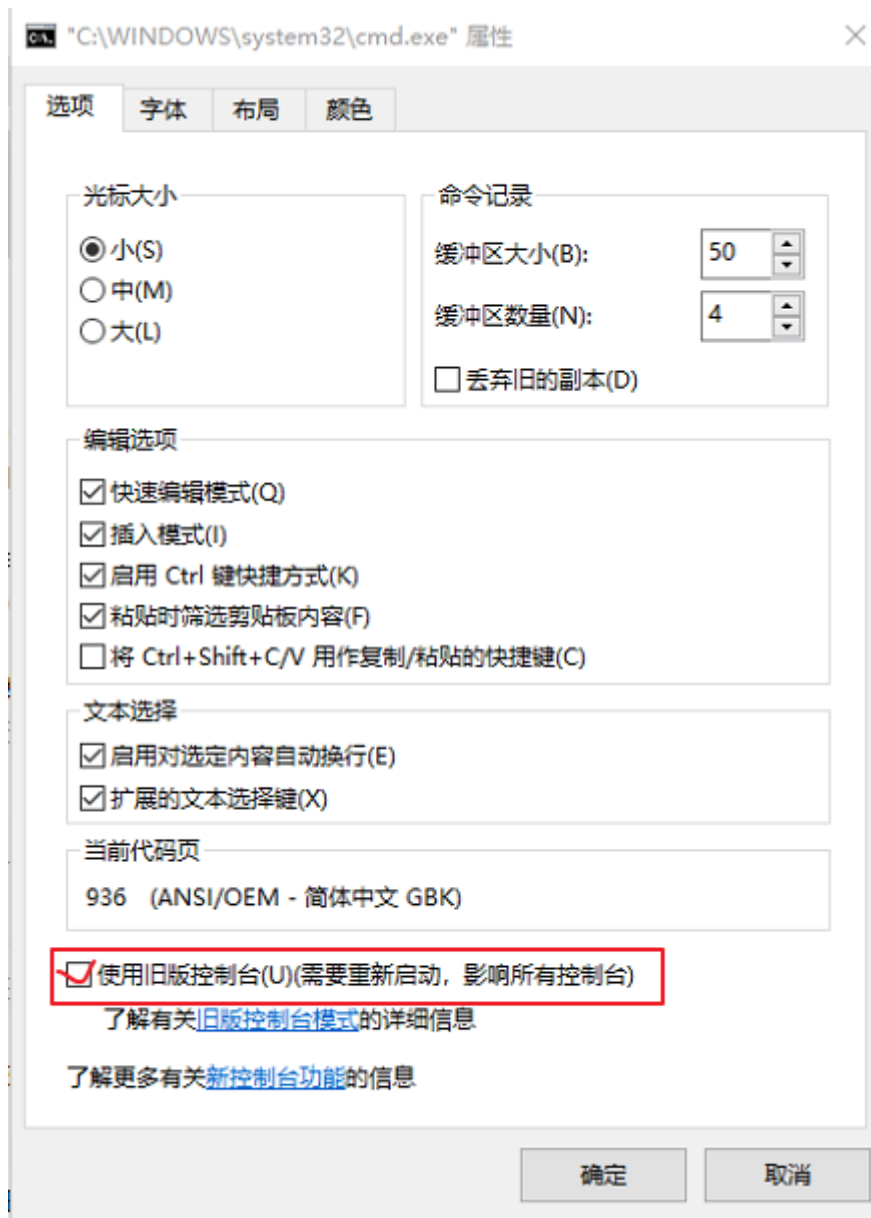 "C:\WINDOWS\system32\cmd.exe" 属性
选项 字体 布局 颜色
光标大小
小(S)
中(M)
大(L)
命令记录
缓冲区大小(B): 50
缓冲区数量(N): 4
丢弃旧的副本(D)
编辑选项
快速编辑模式(Q)
插入模式(I)
启用 Ctrl 键快捷方式(K)
粘贴时筛选剪贴板内容(F)
将 Ctrl+Shift+C/V 用作复制/粘贴的快捷键(C)
文本选择
启用对选定内容自动换行(E)
扩展的文本选择键(X)
当前代码页
936 (ANSI/OEM - 简体中文 GBK)
使用旧版控制台(U)(需要重新启动，影响所有控制台)
了解有关旧版控制台模式的详细信息
了解更多有关新控制台功能的信息
确定 取消